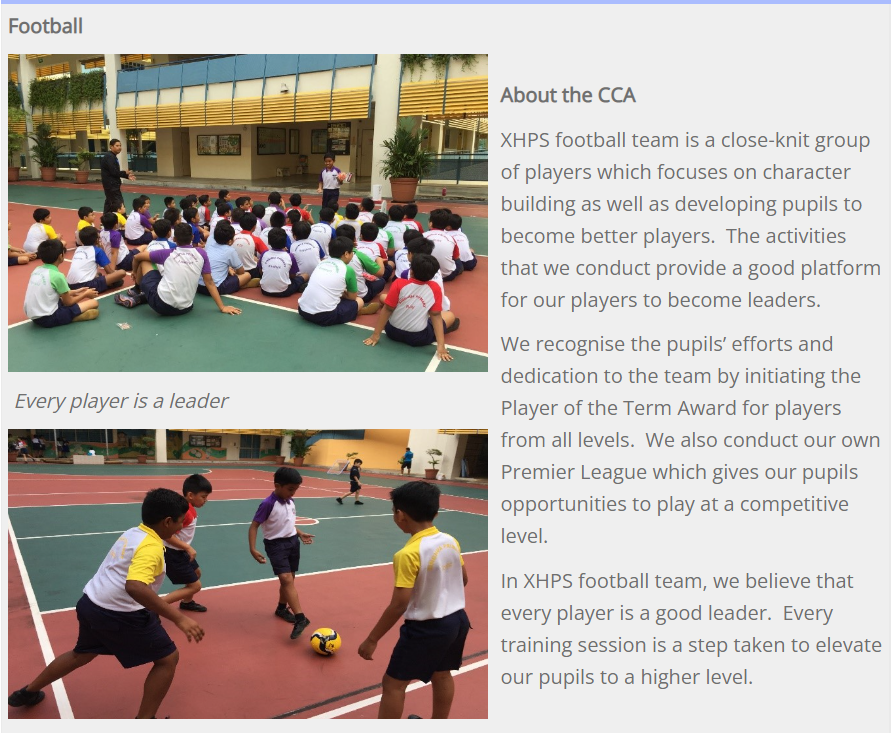 Football
About the CCA
XHPS football team is a close-knit group
of players which focuses on character
building as well as developing pupils to
become better players.  The activities
that we conduct provide a good platform
for our players to become leaders.
We recognise the pupils’ efforts and
dedication to the team by initiating the
Player of the Term Award for players
from all levels.  We also conduct our own
Premier League which gives our pupils
opportunities to play at a competitive
level.
In XHPS football team, we believe that
every player is a good leader.  Every
training session is a step taken to elevate
our pupils to a higher level.
Every player is a leader